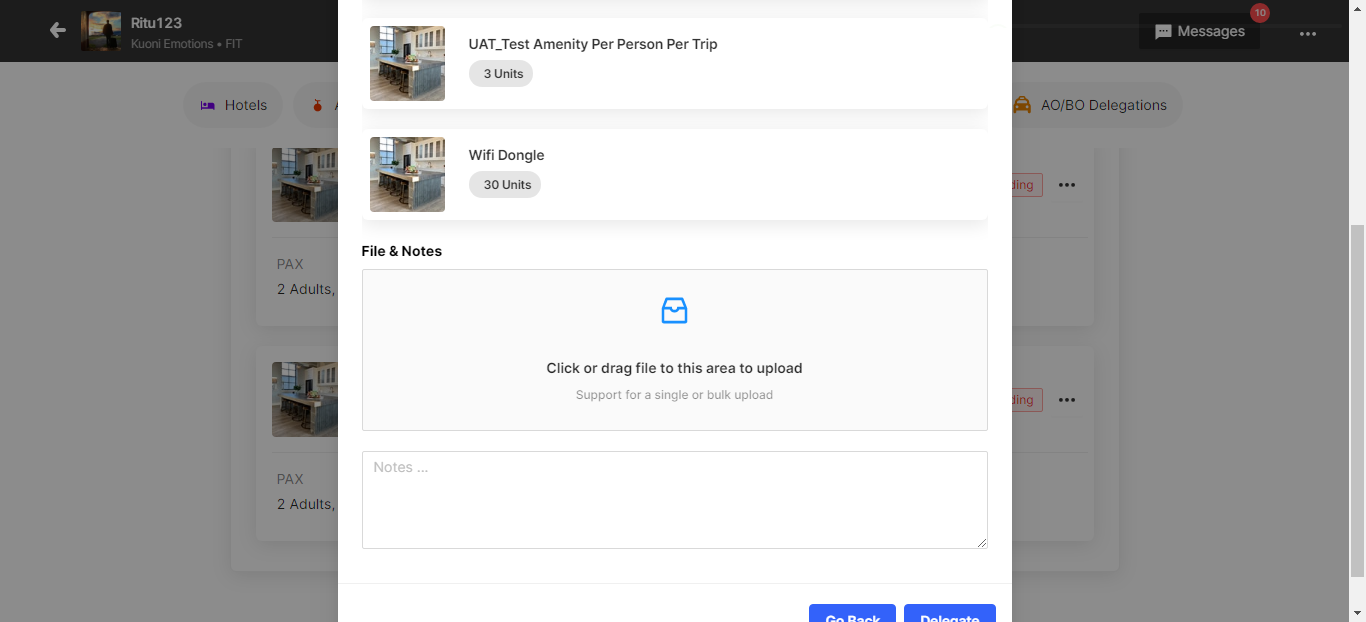 Ritu123
Kuoni Emotions • FIT
Messages
10
Hotels
AO/BO Delegations
UAT_Test Amenity Per Person Per Trip
3 Units
Wifi Dongle
30 Units
File & Notes
Click or drag file to this area to upload
Support for a single or bulk upload
Notes ...
PAX
2 Adults,
ding
PAX
2 Adults,
ding
Go Back
Delegate